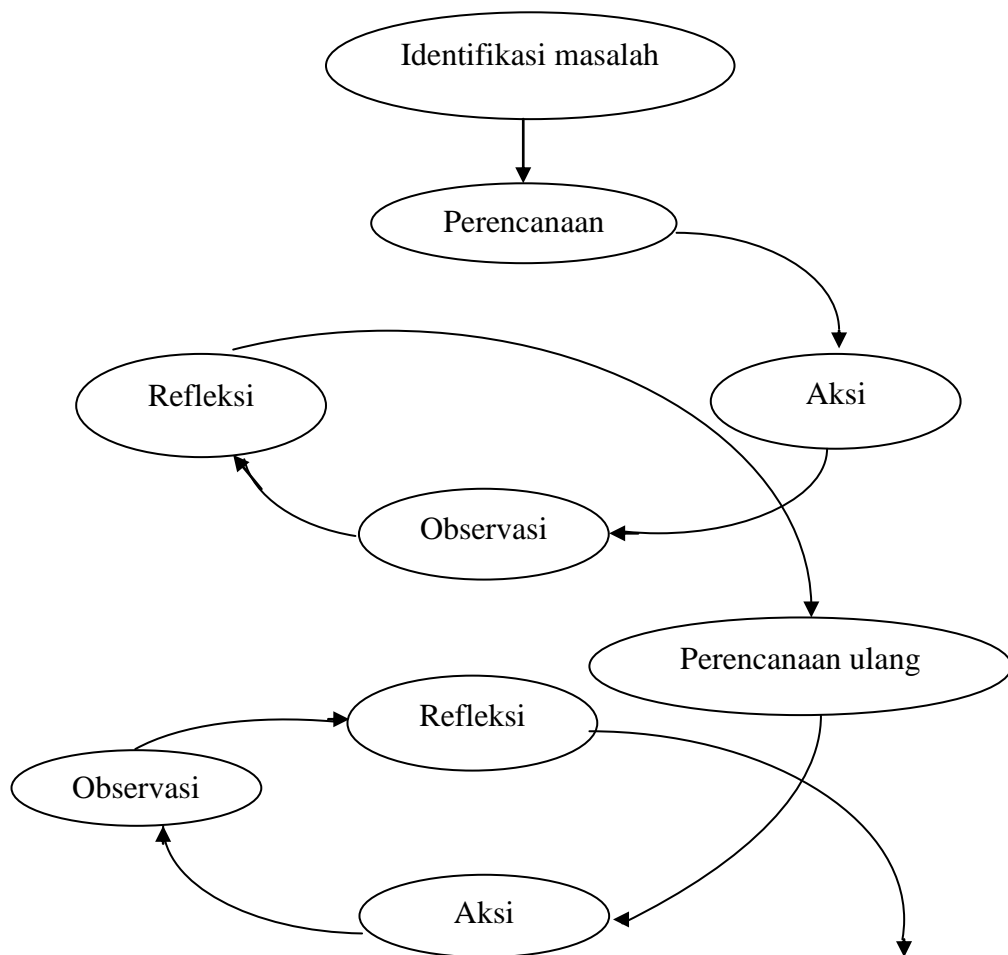 Identifikasi masalah
Perencanaan
Refleksi
Aksi
Observasi
Perencanaan ulang
Refleksi
Observasi
Aksi